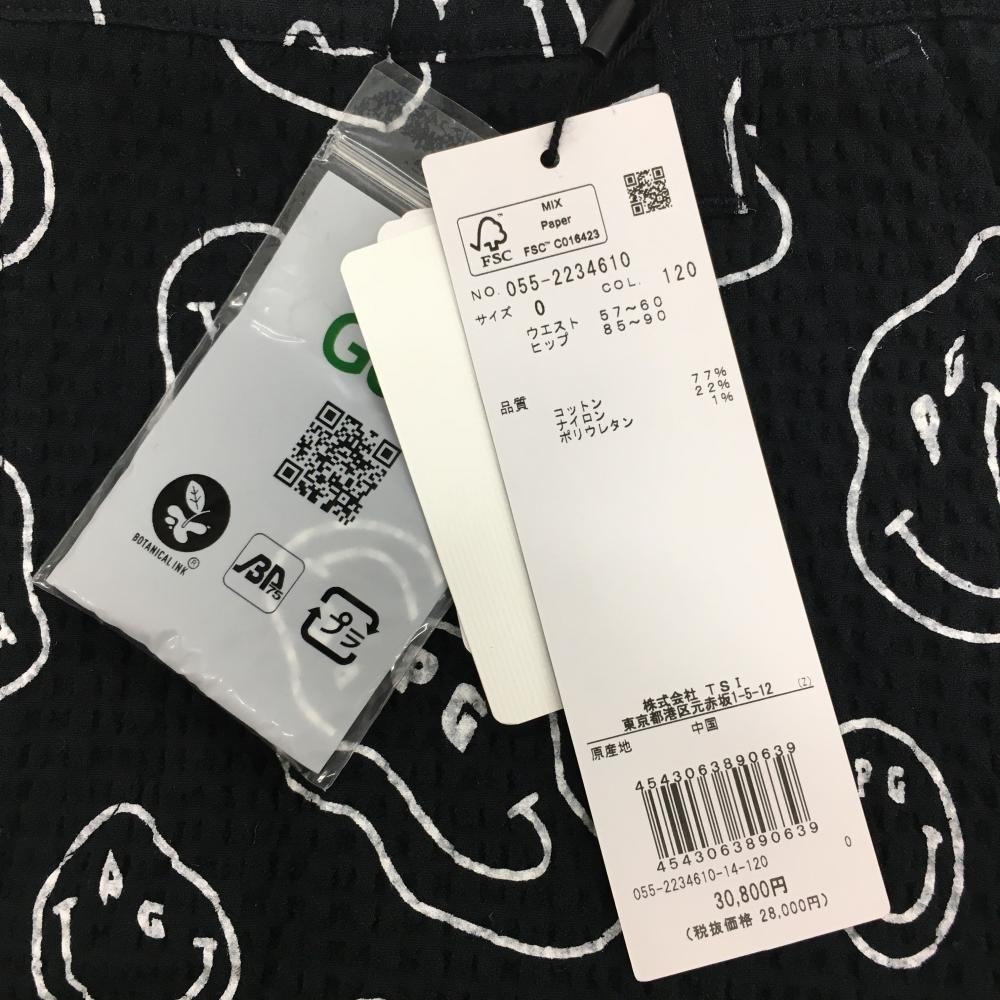 MIX
Paper
FSC™ C016423
FSC
NO. 055-2234610
COL. 120
サイズ 0
ウエスト 57～60
ヒップ 85～90
品質
コットン 77%
ナイロン 22%
ポリウレタン 1%
株式会社 TSI
東京都港区元赤坂1-5-12 (Z)
原産地 中国
4543063890639
4543063890639
055-2234610-14-120 0
30,800円
(税抜価格 28,000円)
BOTANICAL INK®
プラ
P G
A G